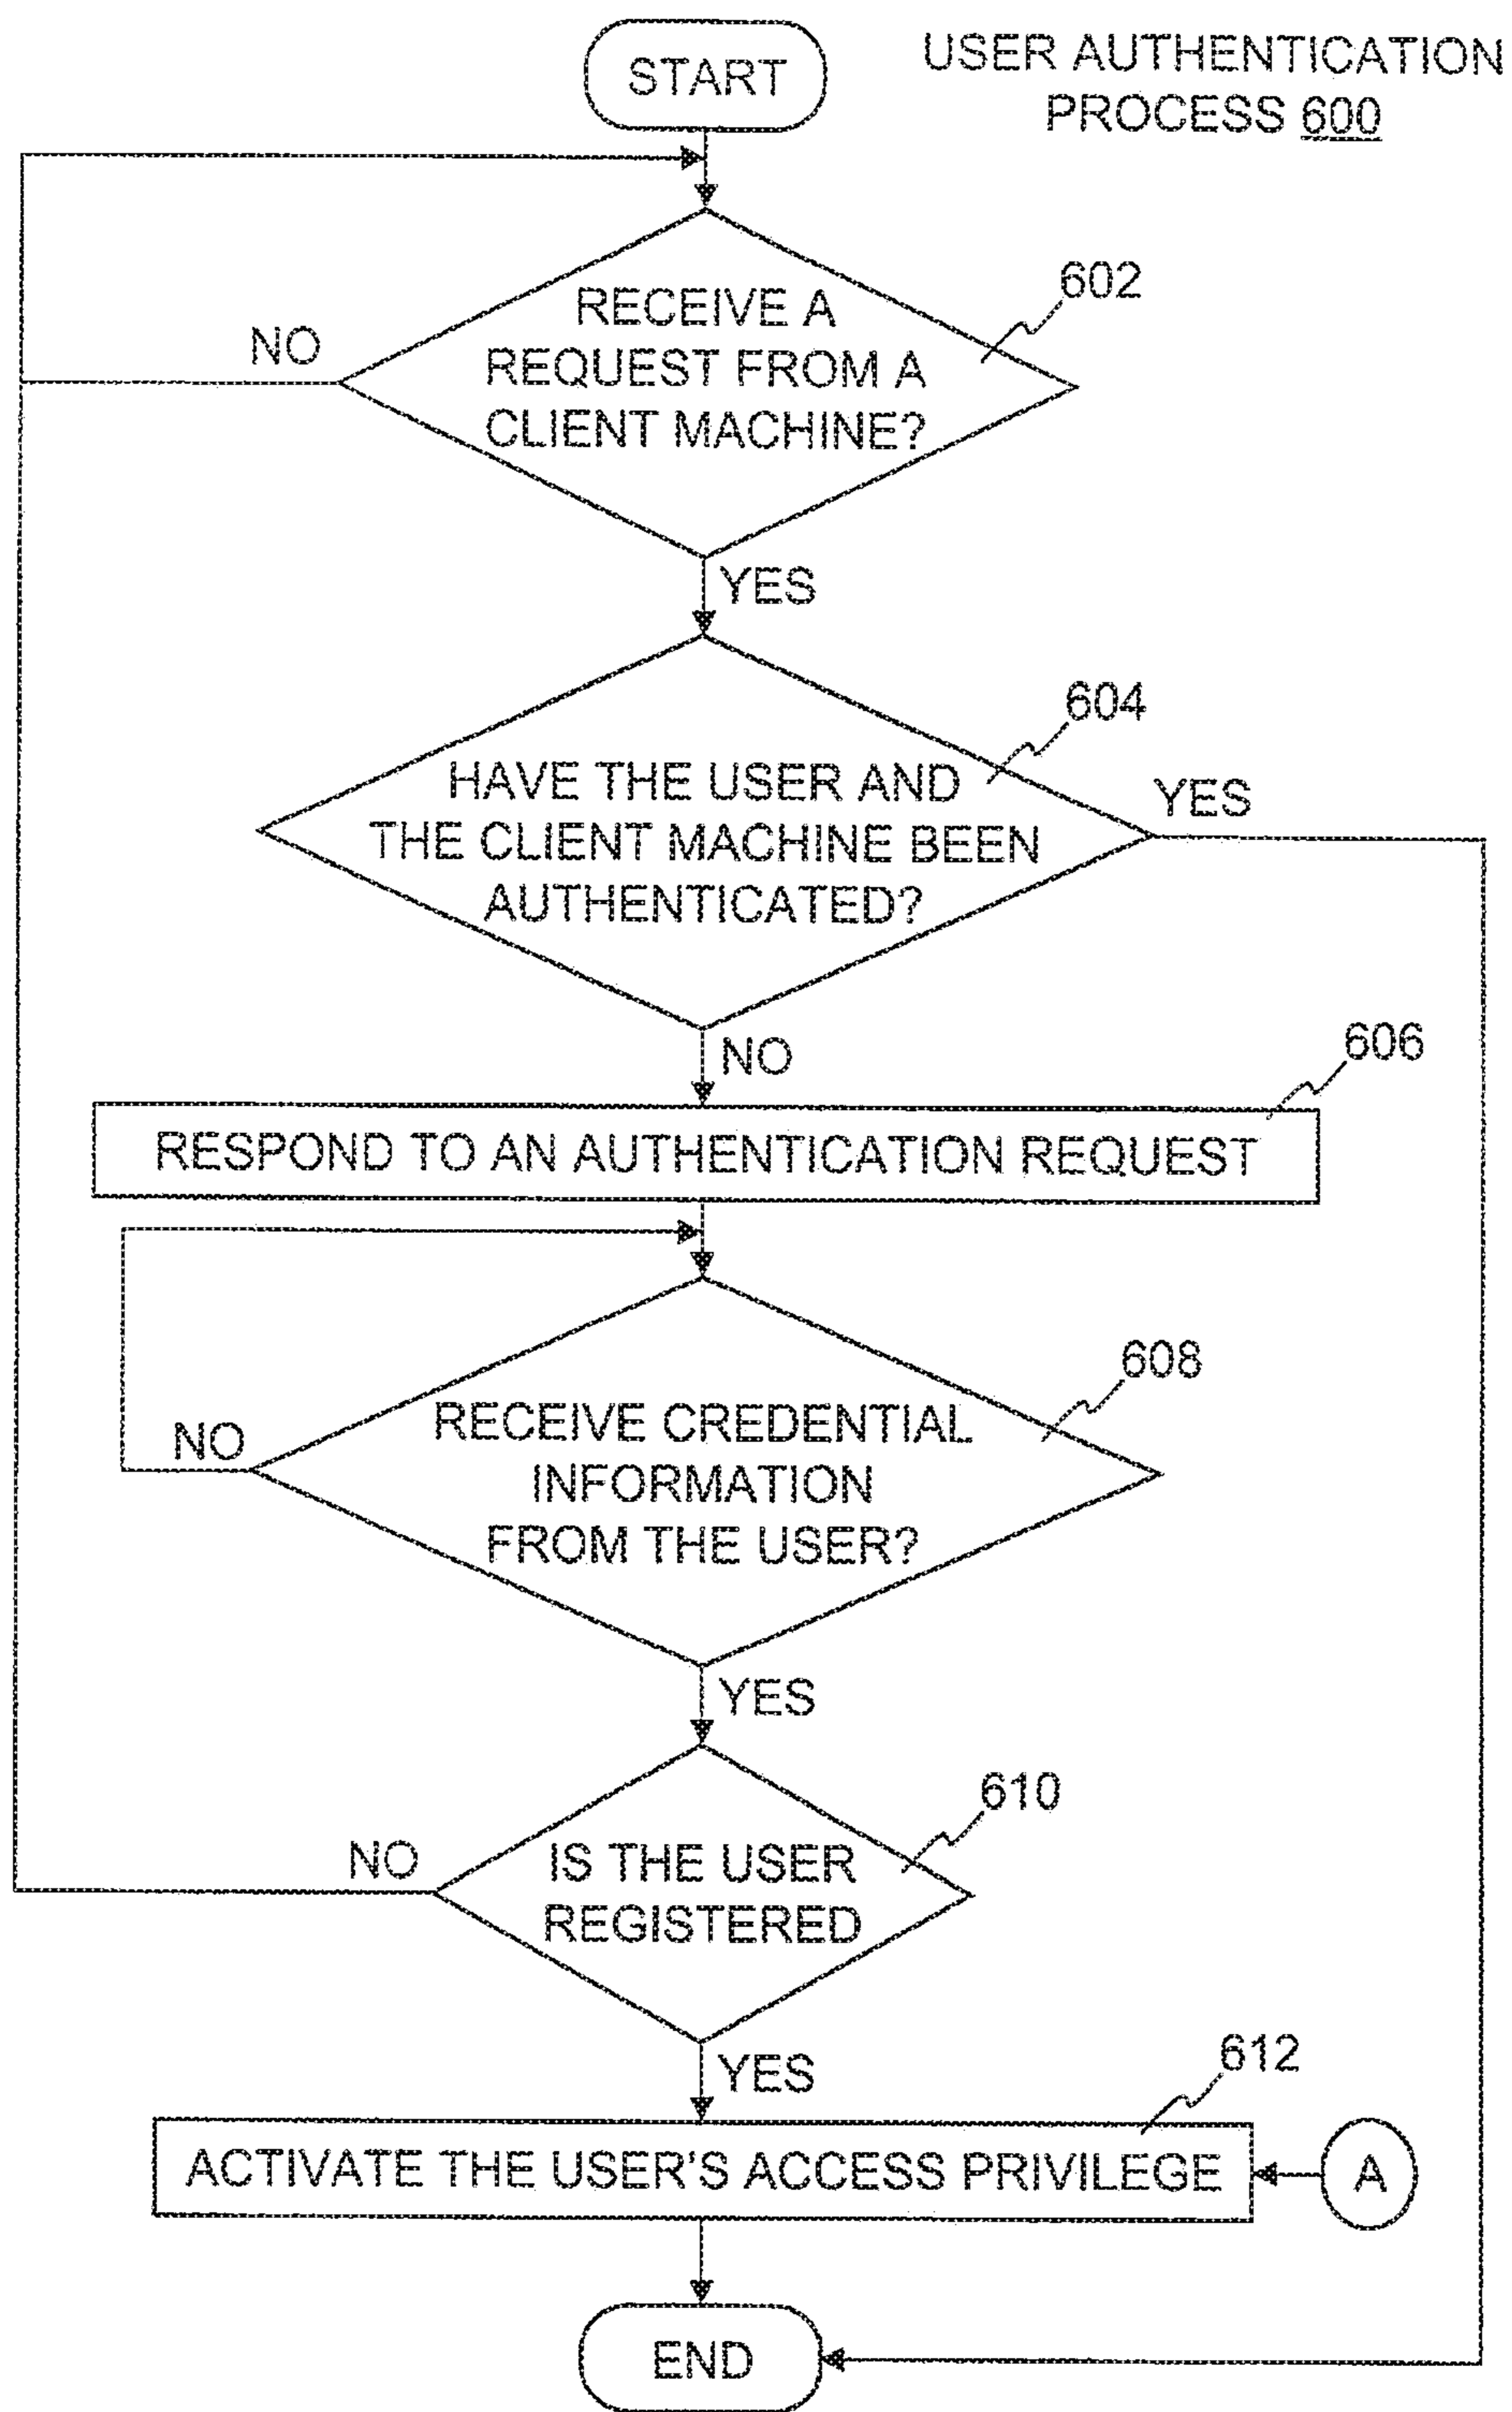 START
USER AUTHENTICATION
PROCESS 600
602
RECEIVE A
REQUEST FROM A
CLIENT MACHINE?
NO
YES
604
HAVE THE USER AND
THE CLIENT MACHINE BEEN
AUTHENTICATED?
YES
NO
606
RESPOND TO AN AUTHENTICATION REQUEST
608
RECEIVE CREDENTIAL
INFORMATION
FROM THE USER?
NO
YES
610
IS THE USER
REGISTERED
NO
YES
612
ACTIVATE THE USER'S ACCESS PRIVILEGE
A
END